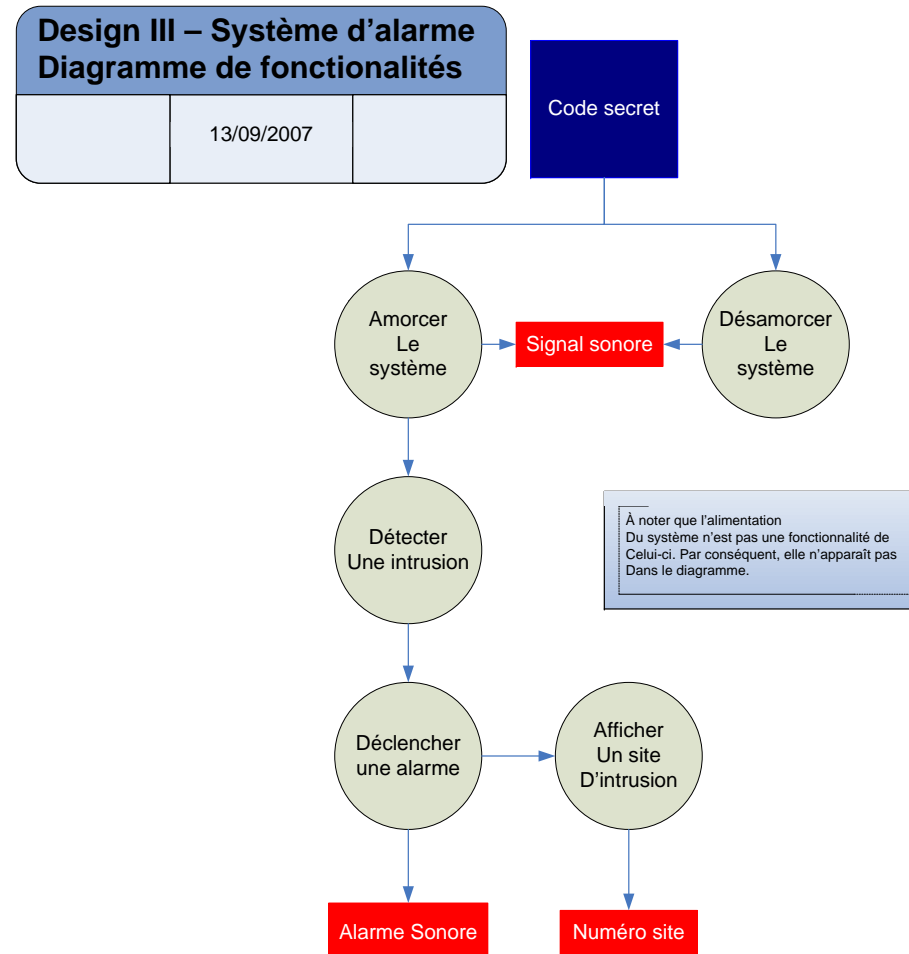 Design III – Système d'alarme
Diagramme de fonctionalités
13/09/2007
Code secret
Amorcer
Le
système
Signal sonore
Désamorcer
Le
système
Détecter
Une intrusion
À noter que l'alimentation
Du système n'est pas une fonctionnalité de
Celui-ci. Par conséquent, elle n'apparaît pas
Dans le diagramme.
Déclencher
une alarme
Afficher
Un site
D'intrusion
Alarme Sonore
Numéro site